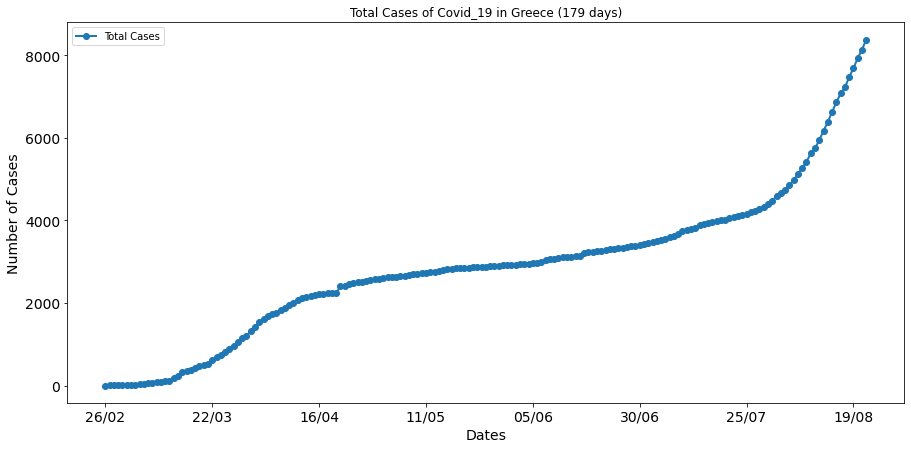 Total Cases of Covid_19 in Greece (179 days)
Total Cases
8000
6000
4000
2000
0
Number of Cases
26/02 22/03 16/04 11/05 05/06 30/06 25/07 19/08
Dates